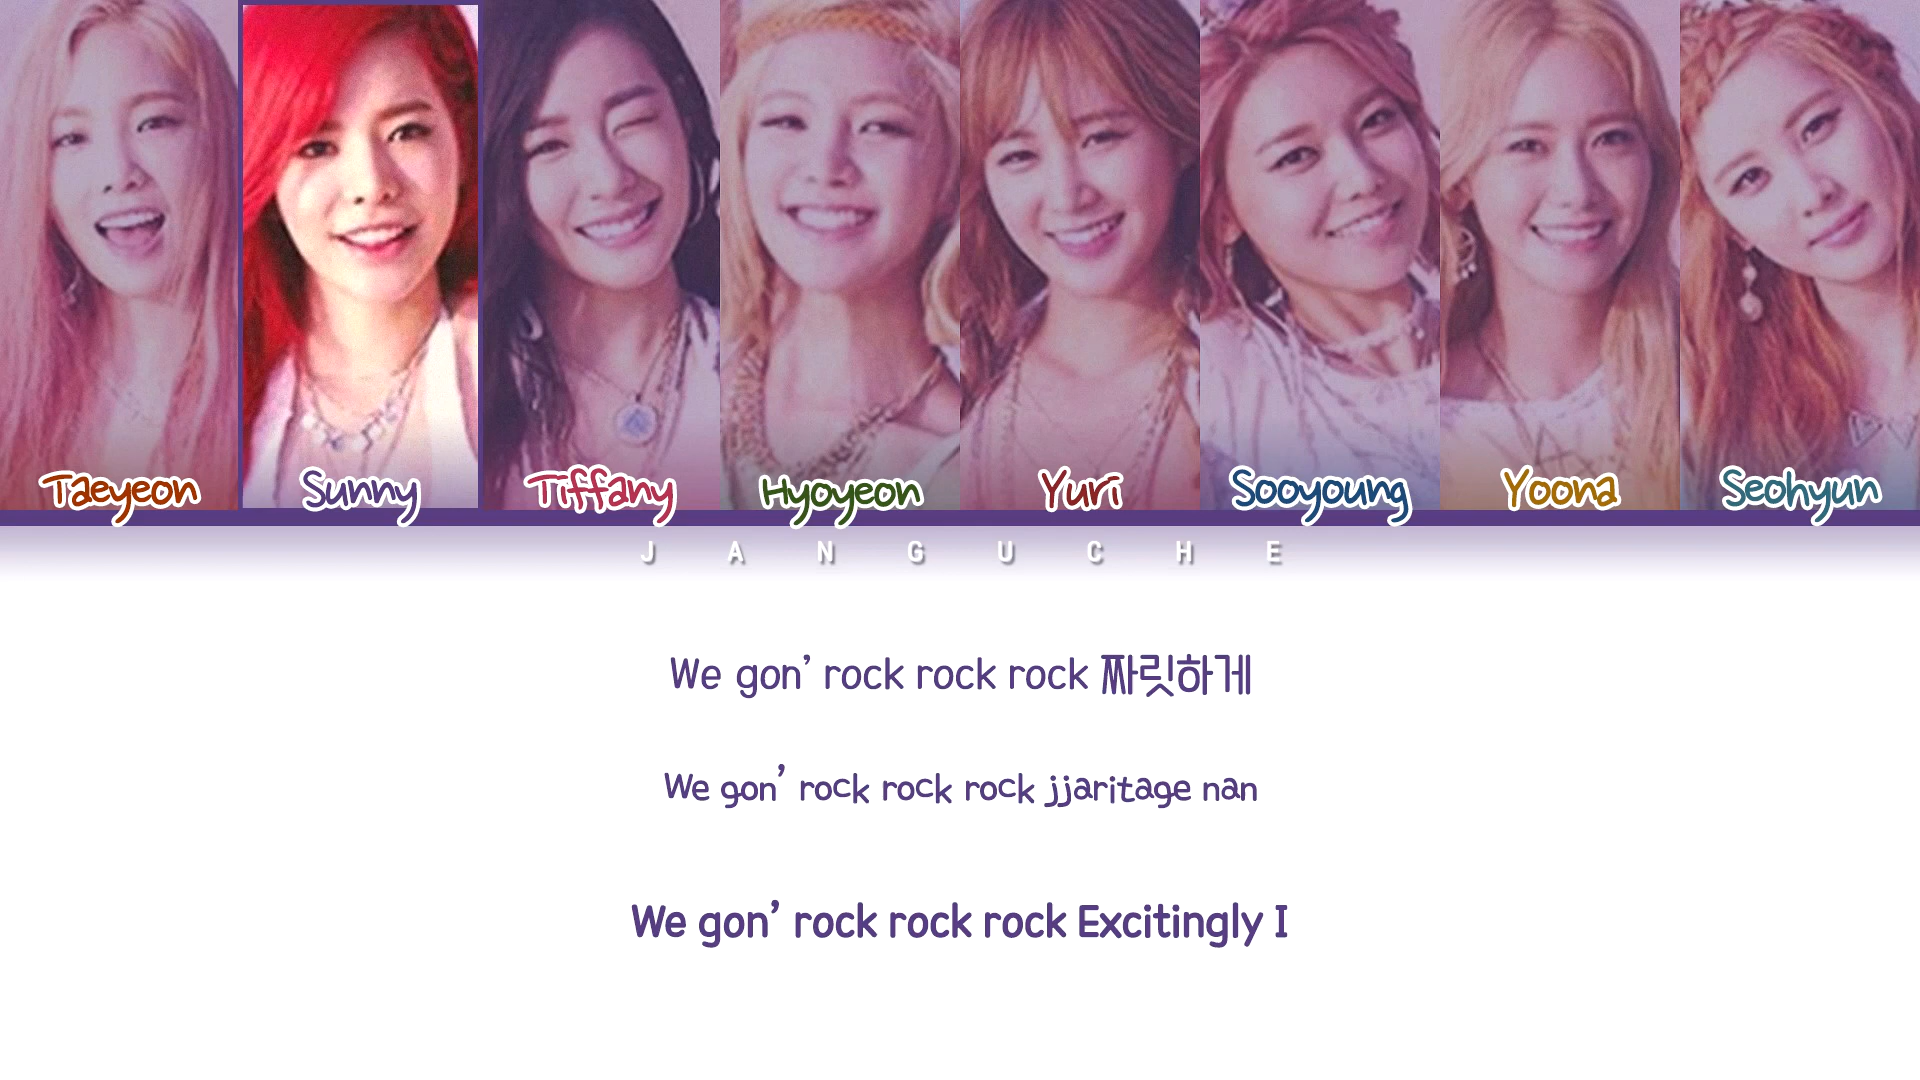 Taeyeon Sunny Tiffany Hyoyeon Yuri Sooyoung Yoona Seohyun
JANGUCHE
We gon' rock rock rock 짜릿하게
We gon' rock rock rock jjaritage nan
We gon' rock rock rock Excitingly I